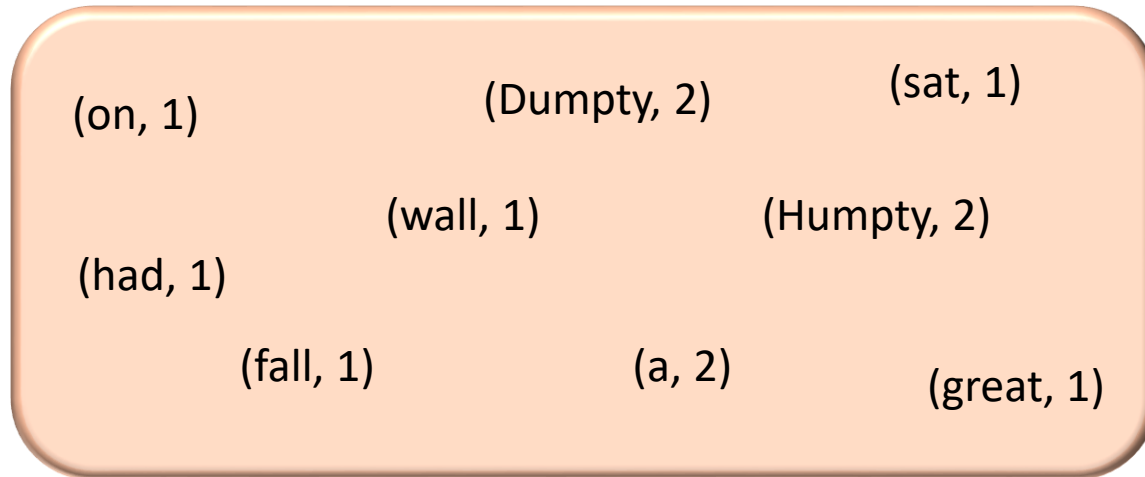 (on, 1)
(Dumpty, 2)
(sat, 1)
(wall, 1)
(Humpty, 2)
(had, 1)
(fall, 1)
(a, 2)
(great, 1)